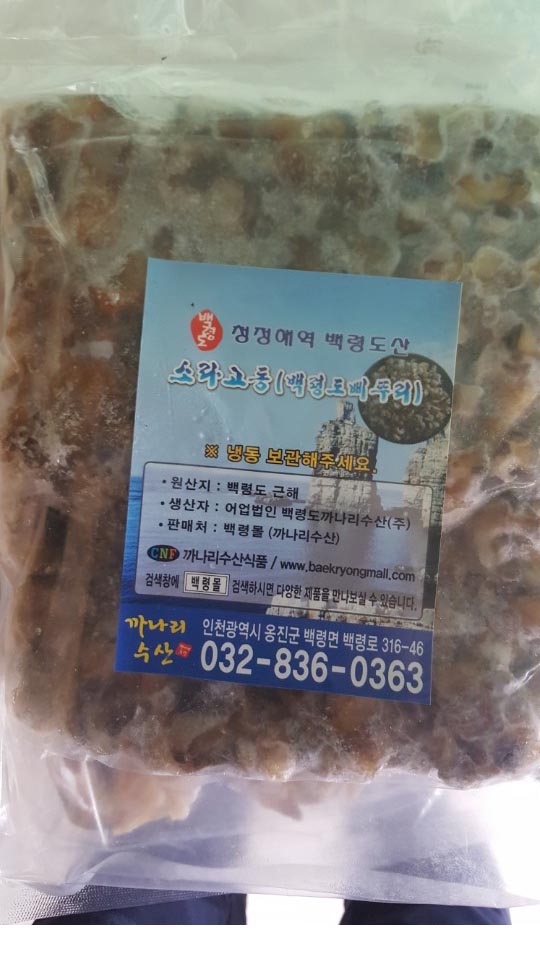 백령도
청정해역 백령도산
소라고둥(백령도삐뚜리)
※ 냉동 보관해주세요.
• 원산지 : 백령도 근해
• 생산자 : 어업법인 백령도까나리수산(주)
• 판매처 : 백령몰 (까나리수산)
CNF 까나리수산식품 / www.baekryongmall.com
검색창에 백령몰 검색하시면 다양한 제품을 만나보실 수 있습니다.
까나리
수산
인천광역시 옹진군 백령면 백령로 316-46
032-836-0363